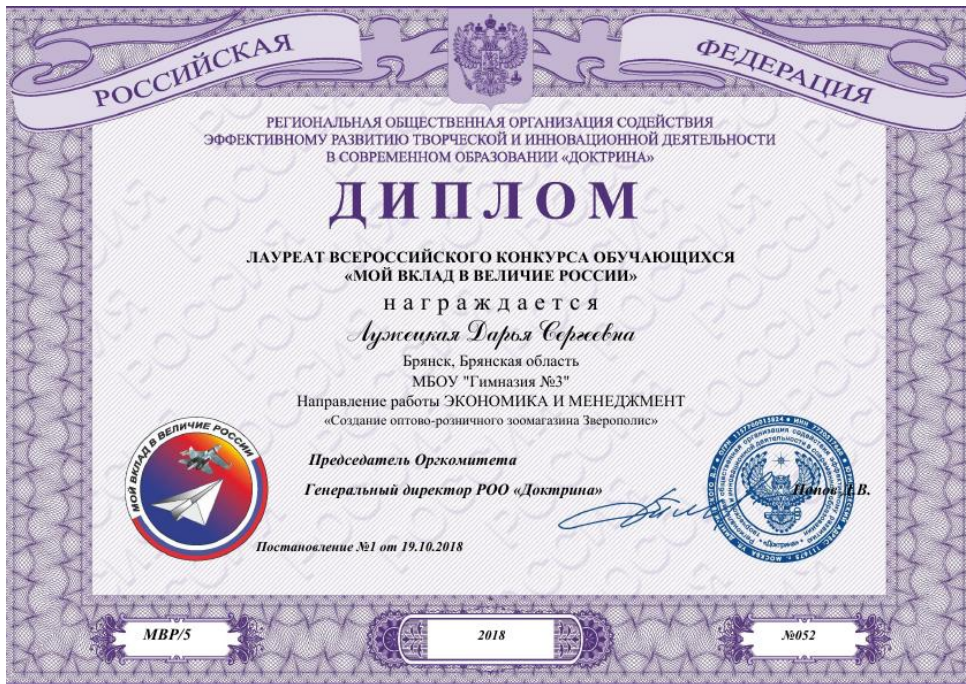 РОССИЙСКАЯ ФЕДЕРАЦИЯ
РЕГИОНАЛЬНАЯ ОБЩЕСТВЕННАЯ ОРГАНИЗАЦИЯ СОДЕЙСТВИЯ
ЭФФЕКТИВНОМУ РАЗВИТИЮ ТВОРЧЕСКОЙ И ИННОВАЦИОННОЙ ДЕЯТЕЛЬНОСТИ
В СОВРЕМЕННОМ ОБРАЗОВАНИИ «ДОКТРИНА»
ДИПЛОМ
ЛАУРЕАТ ВСЕРОССИЙСКОГО КОНКУРСА ОБУЧАЮЩИХСЯ
«МОЙ ВКЛАД В ВЕЛИЧИЕ РОССИИ»
награждается
Лужецкая Дарья Сергеевна
Брянск, Брянская область
МБОУ "Гимназия №3"
Направление работы ЭКОНОМИКА И МЕНЕДЖМЕНТ
«Создание оптово-розничного зоомагазина Зверополис»
МОЙ ВКЛАД В ВЕЛИЧИЕ РОССИИ
Председатель Оргкомитета
Генеральный директор РОО «Доктрина»
Попов
Постановление №1 от 19.10.2018
МВР/5
2018
№052